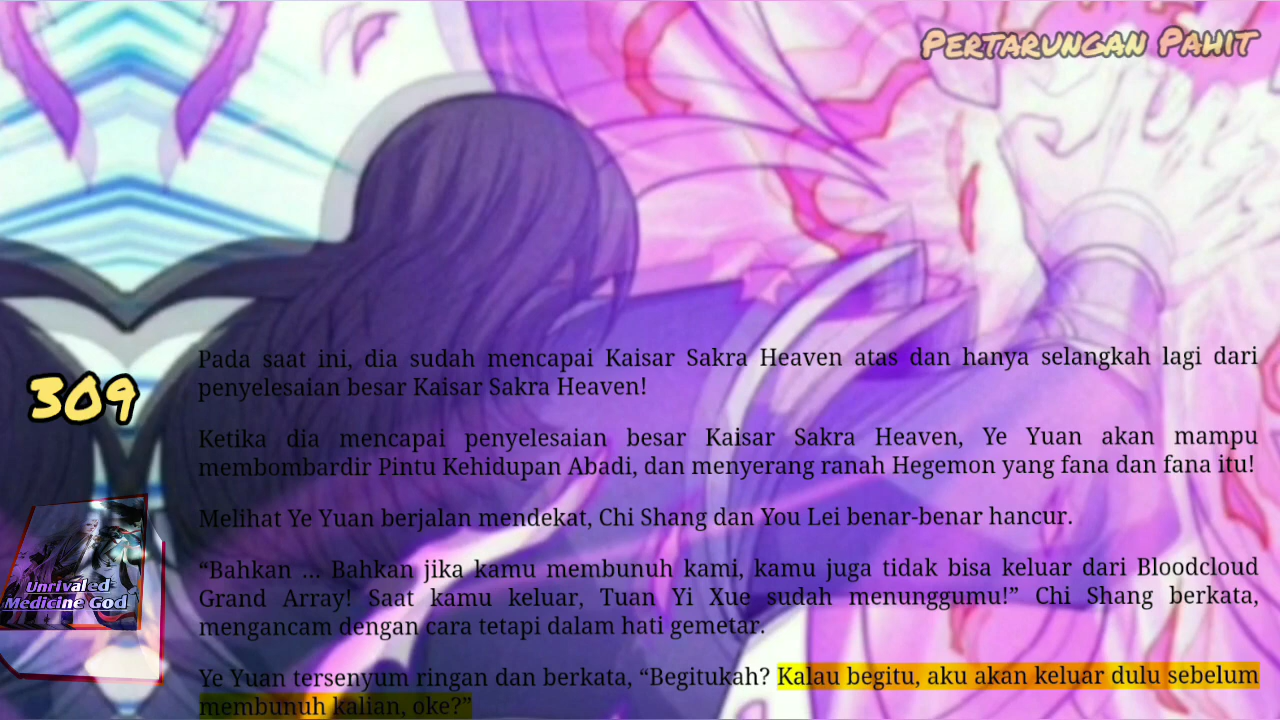 Pertarungan Pahit
Pada saat ini, dia sudah mencapai Kaisar Sakra Heaven atas dan hanya selangkah lagi dari
penyelesaian besar Kaisar Sakra Heaven!
Ketika dia mencapai penyelesaian besar Kaisar Sakra Heaven, Ye Yuan akan mampu
membombardir Pintu Kehidupan Abadi, dan menyerang ranah Hegemon yang fana dan fana itu!
309
Melihat Ye Yuan berjalan mendekat, Chi Shang dan You Lei benar-benar hancur.
“Bahkan ... Bahkan jika kamu membunuh kami, kamu juga tidak bisa keluar dari Bloodcloud
Grand Array! Saat kamu keluar, Tuan Yi Xue sudah menunggumu!” Chi Shang berkata,
mengancam dengan cara tetapi dalam hati gemetar.
Unrivaled
Medicine God
Ye Yuan tersenyum ringan dan berkata, “Begitukah? Kalau begitu, aku akan keluar dulu sebelum
membunuh kalian, oke?”